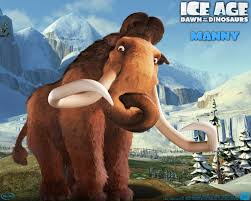 ICE AGE
DAWN OF THE DINOSAURS
MANNY